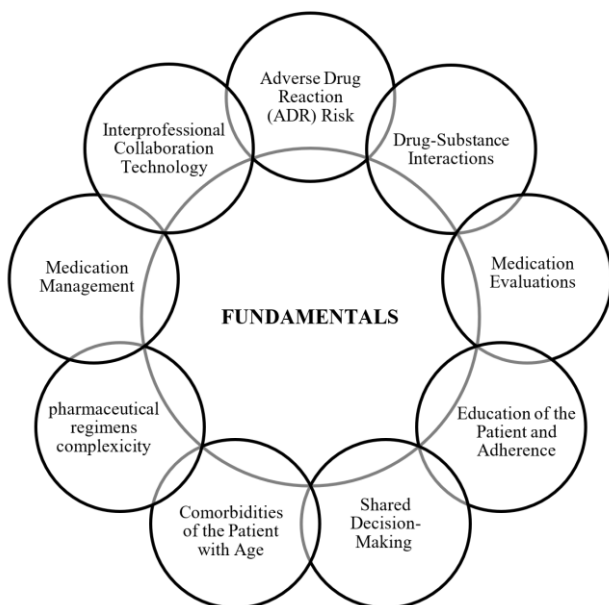 Adverse Drug
Reaction
(ADR) Risk
Drug-Substance
Interactions
Medication
Evaluations
Education of the
Patient and
Adherence
Shared
Decision-
Making
Comorbidities
of the Patient
with Age
pharmaceutical
regimens
complexicity
Medication
Management
Interprofessional
Collaboration
Technology
FUNDAMENTALS